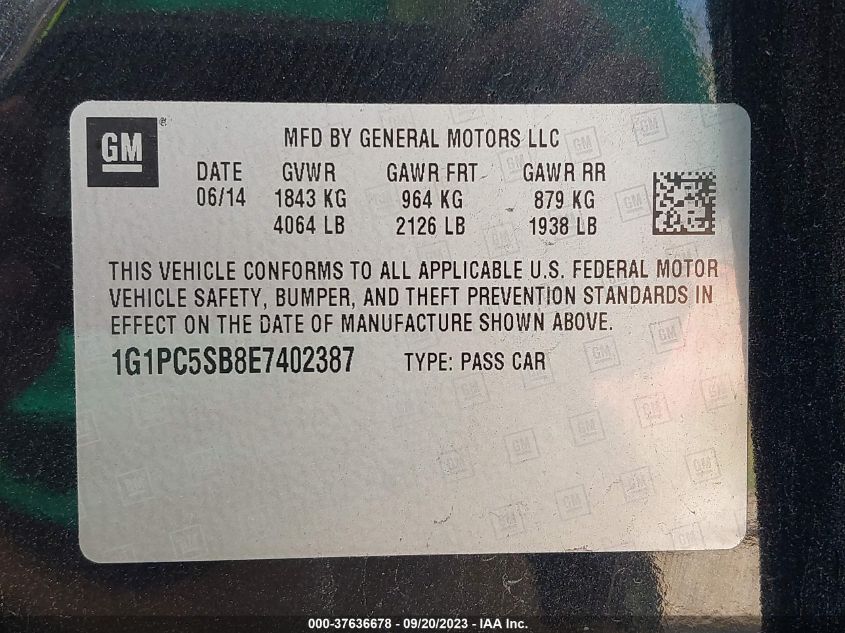 GM®
MFD BY GENERAL MOTORS LLC
DATE GVWR GAWR FRT GAWR RR
06/14 1843 KG 964 KG 879 KG
4064 LB 2126 LB 1938 LB
THIS VEHICLE CONFORMS TO ALL APPLICABLE U.S. FEDERAL MOTOR
VEHICLE SAFETY, BUMPER, AND THEFT PREVENTION STANDARDS IN
EFFECT ON THE DATE OF MANUFACTURE SHOWN ABOVE.
1G1PC5SB8E7402387 TYPE: PASS CAR
000-37636678 - 09/20/2023 - IAA Inc.